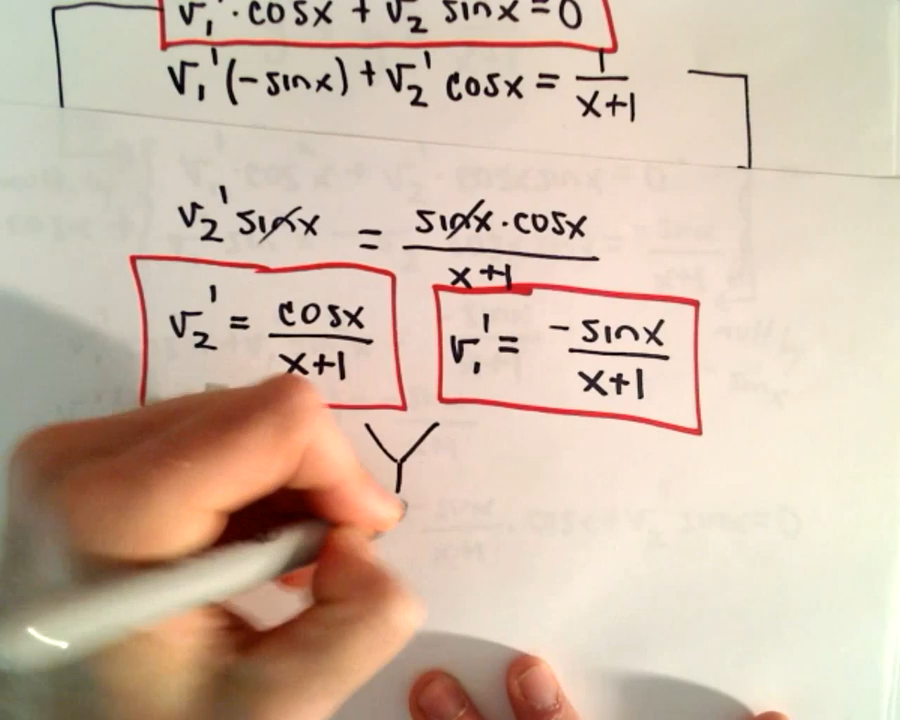 v₁' · cosx + v₂' sinx = 0
v₁'(-sinx) + v₂' cosx = 1/(x+1)
v₂' sinx = (sinx · cosx)/(x+1)
v₂' = cosx/(x+1)
v₁' = -sinx/(x+1)
Y